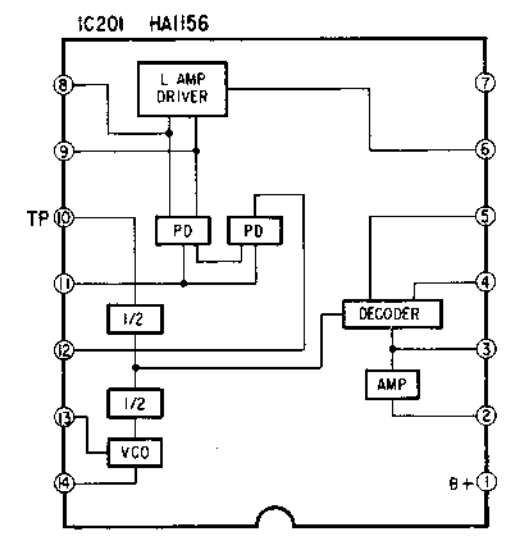 IC201 HA1156
L AMP
DRIVER
8
7
9
6
TP 10
5
PD
PD
11
4
1/2
DECODER
12
3
AMP
1/2
13
2
VCO
14
B+ 1